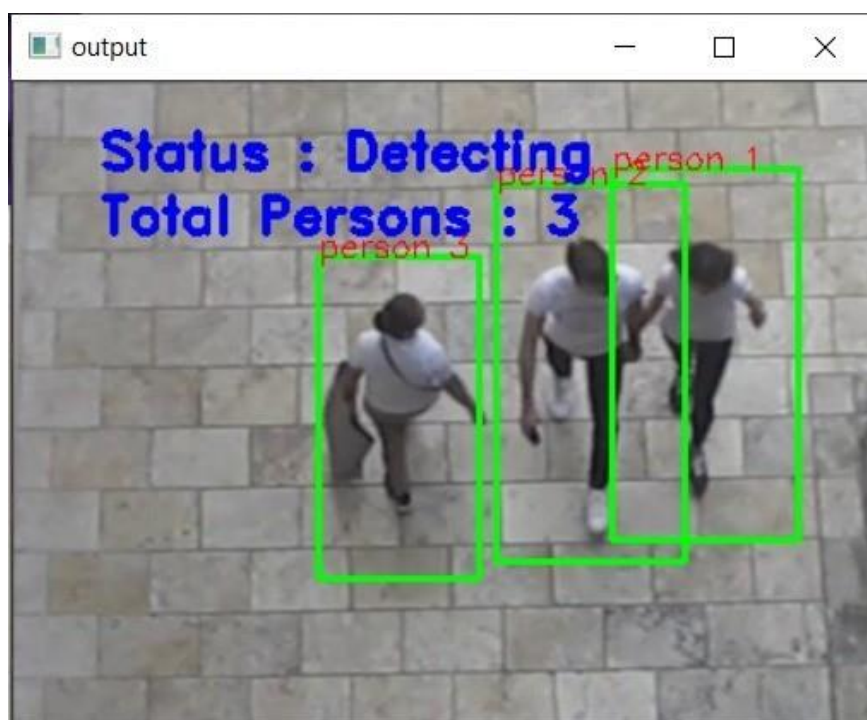 output
Status : Detecting
Total Persons : 3
person 1
person 2
person 3